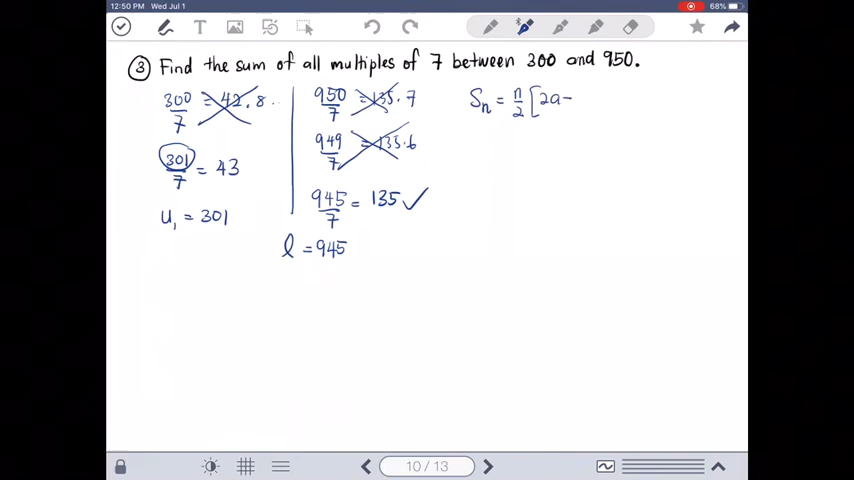 12:50 PM Wed Jul 1
68%
T
③ Find the sum of all multiples of 7 between 300 and 950.
300/7 = 42.8..
301/7 = 43
u₁ = 301
950/7 = 135.7
949/7 = 135.6
945/7 = 135 ✓
l = 945
Sₙ = n/2 [2a-
10 / 13